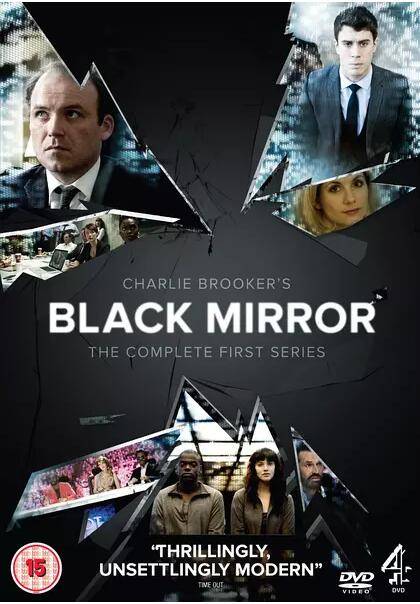 CHARLIE BROOKER'S
BLACK MIRROR
THE COMPLETE FIRST SERIES
"THRILLINGLY,
UNSETTLINGLY MODERN"
TIME OUT
15
DVD
VIDEO
4
DVD